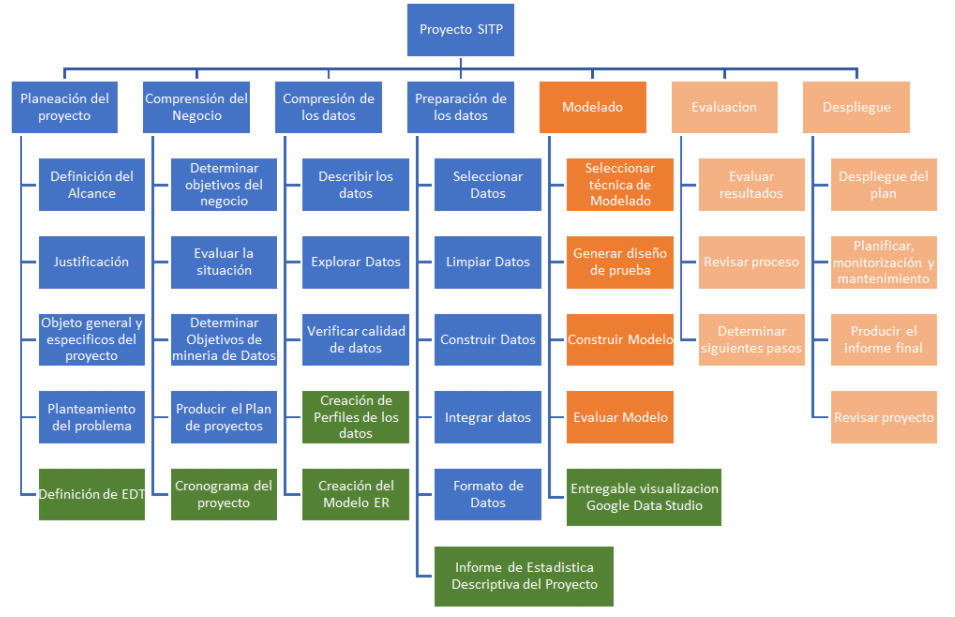 Proyecto SITP
Planeación del
proyecto
Comprensión del
Negocio
Compresión de
los datos
Preparación de
los datos
Modelado
Evaluacion
Despliegue
Definición del
Alcance
Justificación
Objeto general y
especificos del
proyecto
Planteamiento
del problema
Definición de EDT
Determinar
objetivos del
negocio
Evaluar la
situación
Determinar
Objetivos de
mineria de Datos
Producir el Plan
de proyectos
Cronograma del
proyecto
Describir los
datos
Explorar Datos
Verificar calidad
de datos
Creación de
Perfiles de los
datos
Creación del
Modelo ER
Seleccionar
Datos
Limpiar Datos
Construir Datos
Integrar datos
Formato de
Datos
Informe de Estadistica
Descriptiva del Proyecto
Seleccionar
técnica de
Modelado
Generar diseño
de prueba
Construir Modelo
Evaluar Modelo
Entregable visualizacion
Google Data Studio
Evaluar
resultados
Revisar proceso
Determinar
siguientes pasos
Despliegue del
plan
Planificar,
monitorización y
mantenimiento
Producir el
informe final
Revisar proyecto